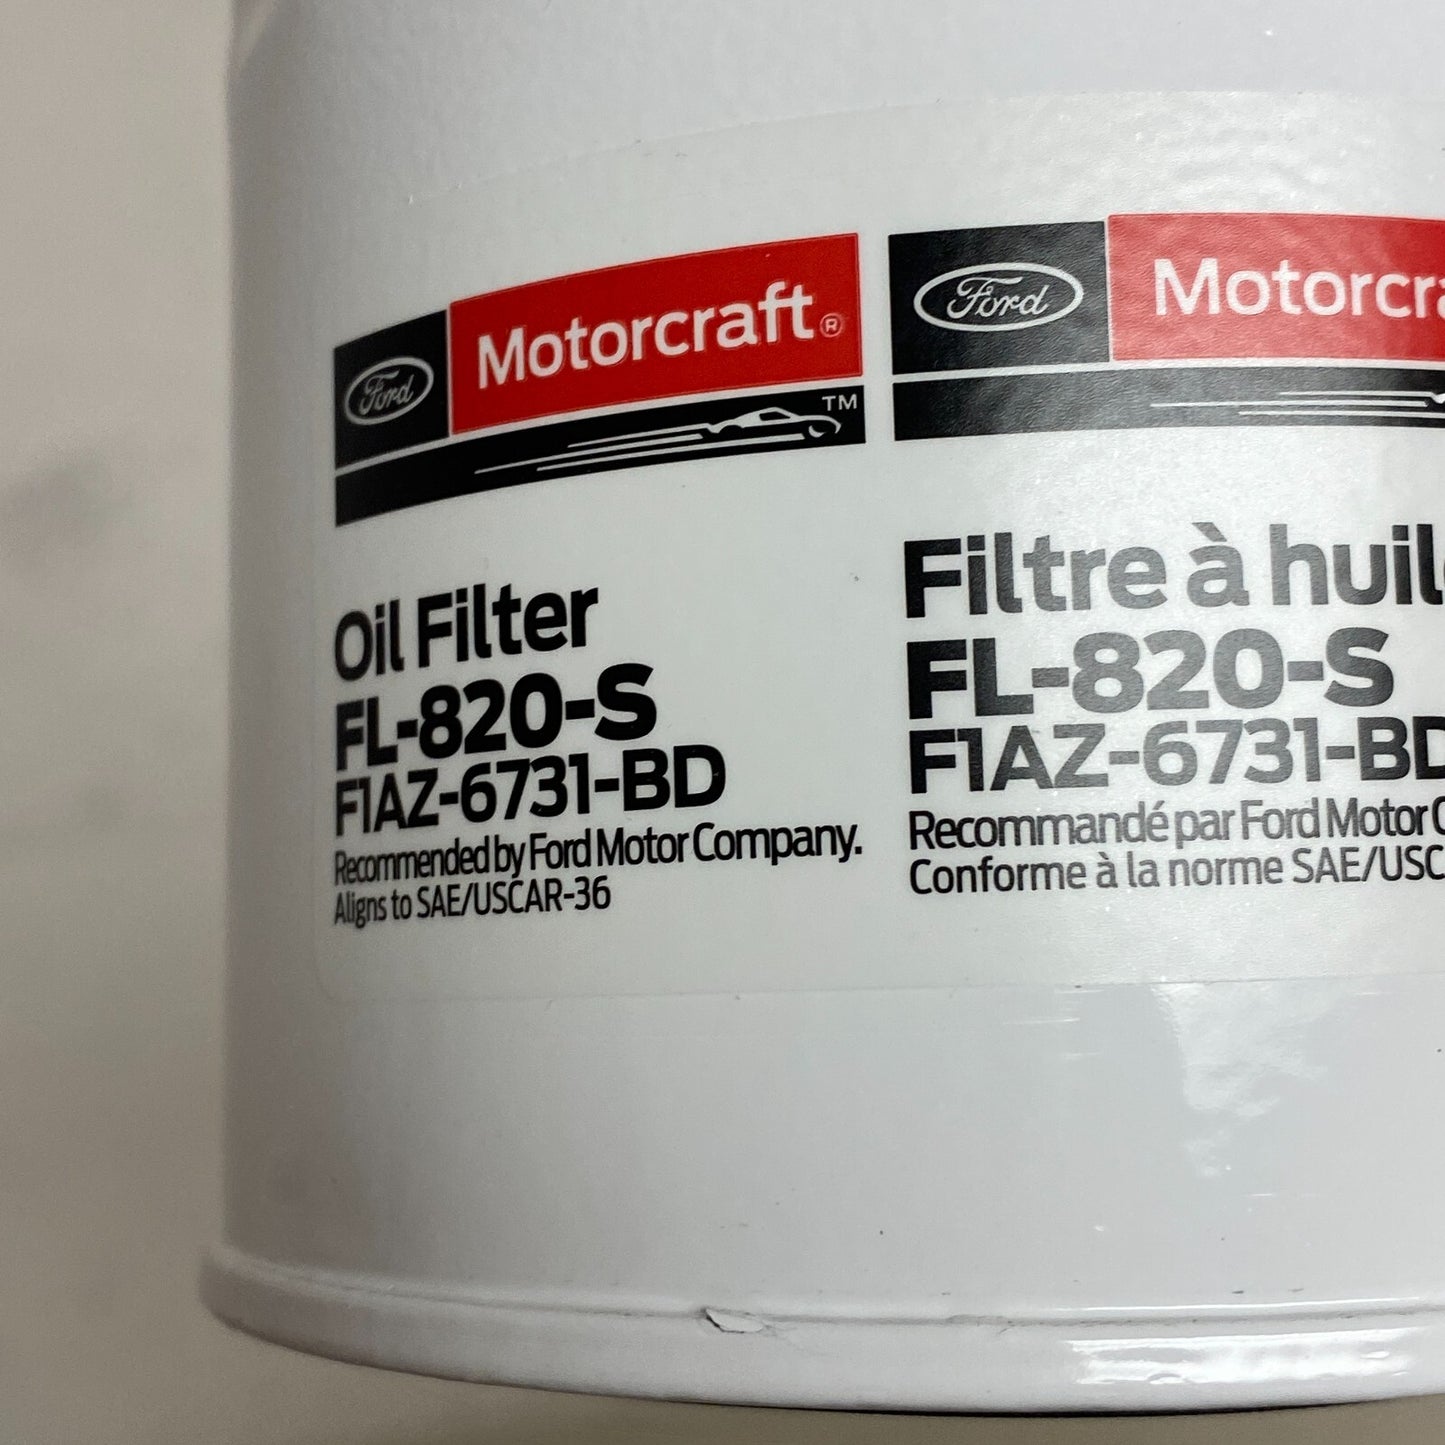 Ford Motorcraft®
TM
Oil Filter
FL-820-S
F1AZ-6731-BD
Recommended by Ford Motor Company.
Aligns to SAE/USCAR-36
Ford Motorcra
Filtre à huil
FL-820-S
F1AZ-6731-BD
Recommandé par Ford Motor
Conforme à la norme SAE/USC